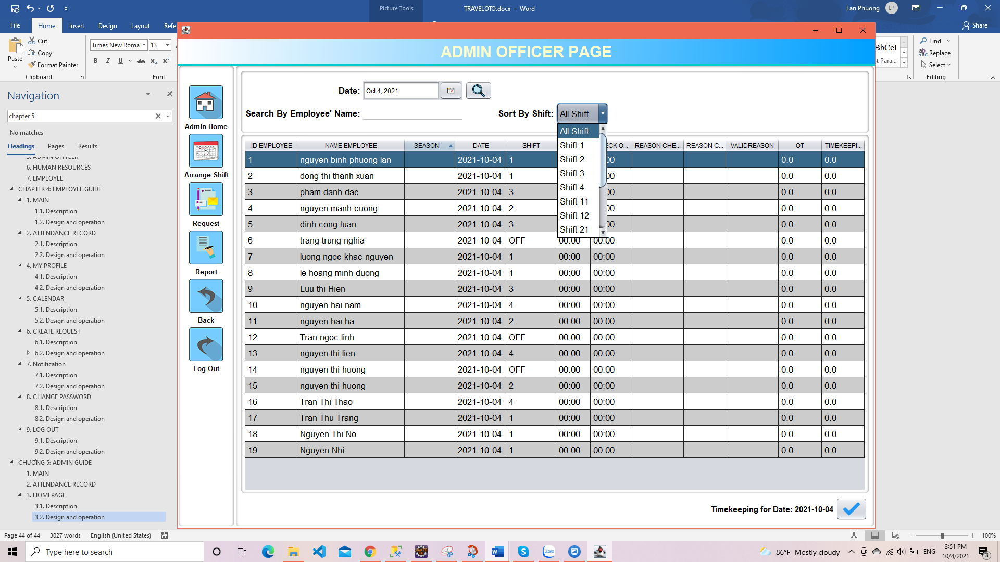 Picture Tools
TRAVELOTO.docx - Word
Lan Phuong
LP
File
Home
Insert
Design
Layout
Refer
Share
Paste
Cut
Copy
Format Painter
Clipboard
Times New Roma
13
B I U abc x₂ x²
Font
BbCcI
st Para...
Find
Replace
Select
Editing
Navigation
chapter 5
No matches
Headings
Pages
Results
5. ADMIN OFFICER
6. HUMAN RESOURCES
7. EMPLOYEE
CHAPTER 4: EMPLOYEE GUIDE
1. MAIN
1.1. Description
1.2. Design and operation
2. ATTENDANCE RECORD
2.1. Description
2.2. Design and operation
4. MY PROFILE
4.1. Description
4.2. Design and operation
5. CALENDAR
5.1. Description
5.2. Design and operation
6. CREATE REQUEST
6.1. Description
6.2. Design and operation
7. Notification
7.1. Description
7.2. Design and operation
8. CHANGE PASSWORD
8.1. Description
8.2. Design and operation
9. LOG OUT
9.1. Description
9.2. Design and operation
CHƯƠNG 5: ADMIN GUIDE
1. MAIN
2. ATTENDANCE RECORD
3. HOMEPAGE
3.1. Description
3.2. Design and operation
ADMIN OFFICER PAGE
Admin Home
Arrange Shift
Request
Report
Back
Log Out
Date: Oct 4, 2021
Search By Employee' Name:
Sort By Shift: All Shift
All Shift
Shift 1
Shift 2
Shift 3
Shift 4
Shift 11
Shift 12
Shift 21
ID EMPLOYEE NAME EMPLOYEE SEASON DATE SHIFT ECK O... REASON CHE... REASON C... VALIDREASON OT TIMEKEEPI...
1 nguyen binh phuong lan 2021-10-04 1 00 0.0 0.0
2 dong thi thanh xuan 2021-10-04 1 00 0.0 0.0
3 pham danh dac 2021-10-04 3 00 0.0 0.0
4 nguyen manh cuong 2021-10-04 2 00 0.0 0.0
5 dinh cong tuan 2021-10-04 3 00 0.0 0.0
6 trang trung nghia 2021-10-04 OFF 00:00 00:00 0.0 0.0
7 luong ngoc khac nguyen 2021-10-04 1 00:00 00:00 0.0 0.0
8 le hoang minh duong 2021-10-04 1 00:00 00:00 0.0 0.0
9 Luu thi Hien 2021-10-04 3 00:00 00:00 0.0 0.0
10 nguyen hai nam 2021-10-04 4 00:00 00:00 0.0 0.0
11 nguyen hai ha 2021-10-04 2 00:00 00:00 0.0 0.0
12 Tran ngoc linh 2021-10-04 OFF 00:00 00:00 0.0 0.0
13 nguyen thi lien 2021-10-04 4 00:00 00:00 0.0 0.0
14 nguyen thi huong 2021-10-04 OFF 00:00 00:00 0.0 0.0
15 nguyen thi huong 2021-10-04 2 00:00 00:00 0.0 0.0
16 Tran Thi Thao 2021-10-04 4 00:00 00:00 0.0 0.0
17 Tran Thu Trang 2021-10-04 1 00:00 00:00 0.0 0.0
18 Nguyen Thi No 2021-10-04 1 00:00 00:00 0.0 0.0
19 Nguyen Nhi 2021-10-04 1 00:00 00:00 0.0 0.0
Timekeeping for Date: 2021-10-04
Page 44 of 44
3027 words
English (United States)
100%
Type here to search
Zalo
86°F Mostly cloudy
ENG
3:51 PM
10/4/2021
3